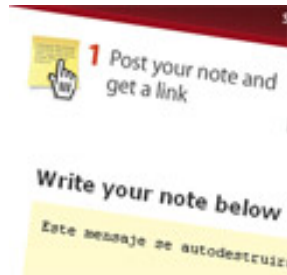 1 Post your note and
get a link
Write your note below
Este mensaje se